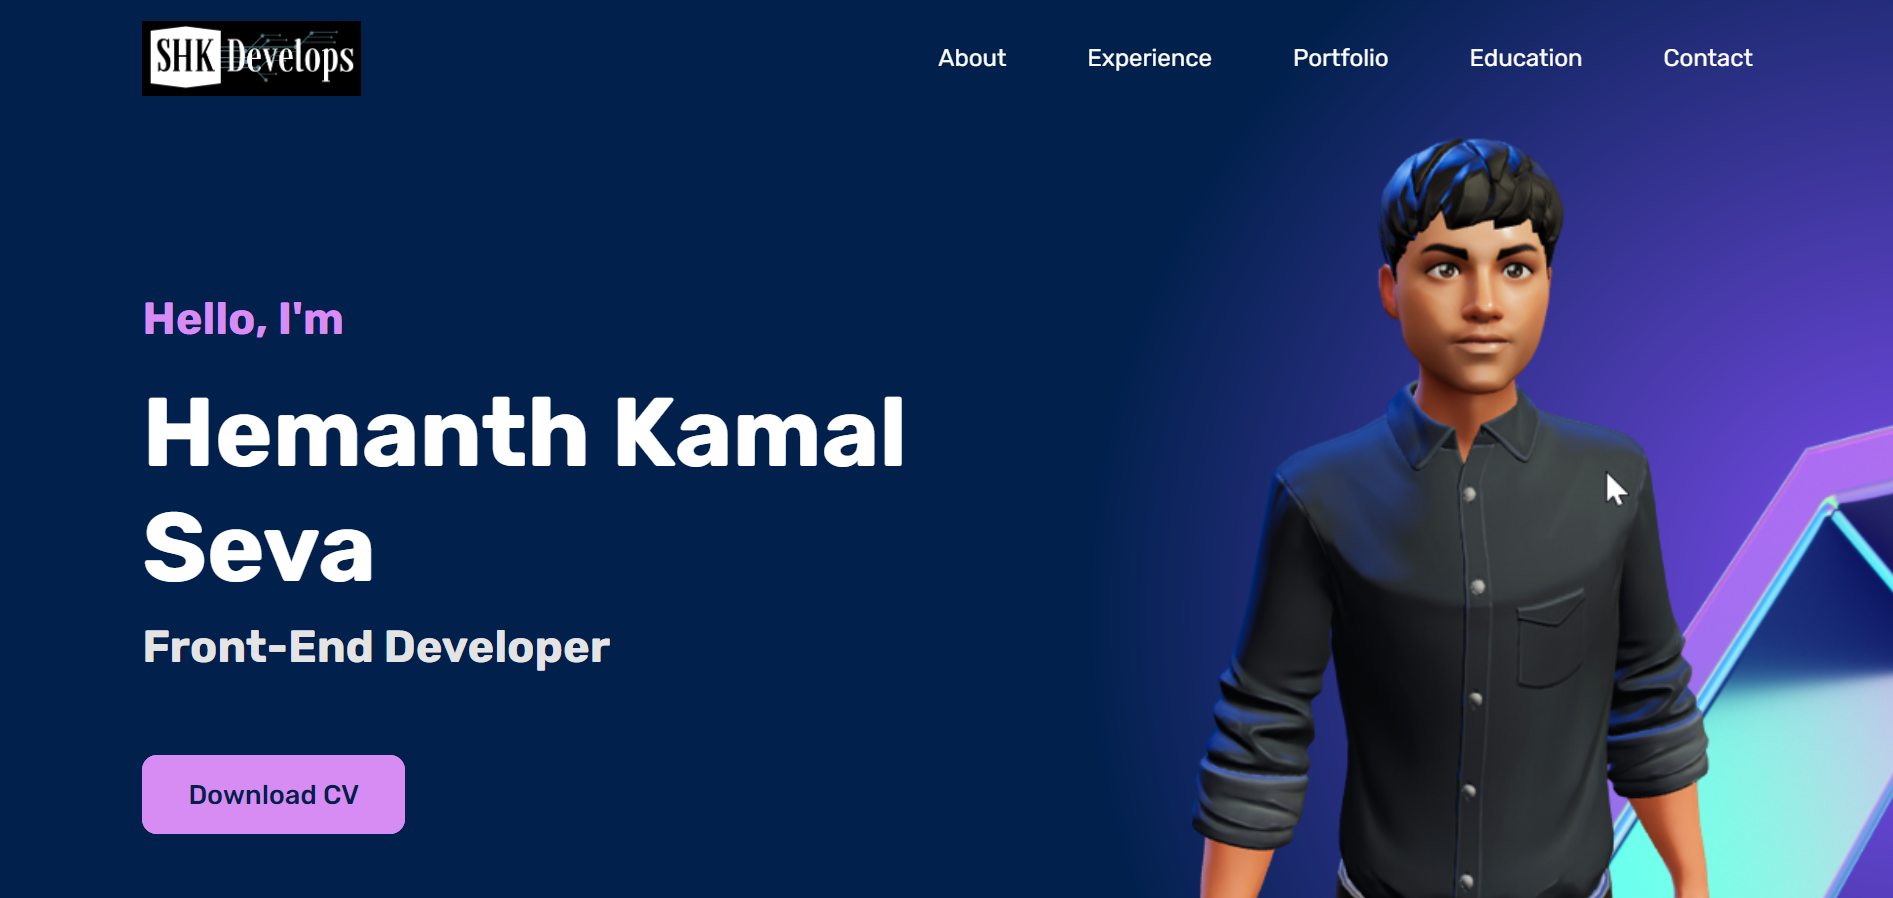 SHK Develops
About Experience Portfolio Education Contact
Hello, I'm
Hemanth Kamal
Seva
Front-End Developer
Download CV